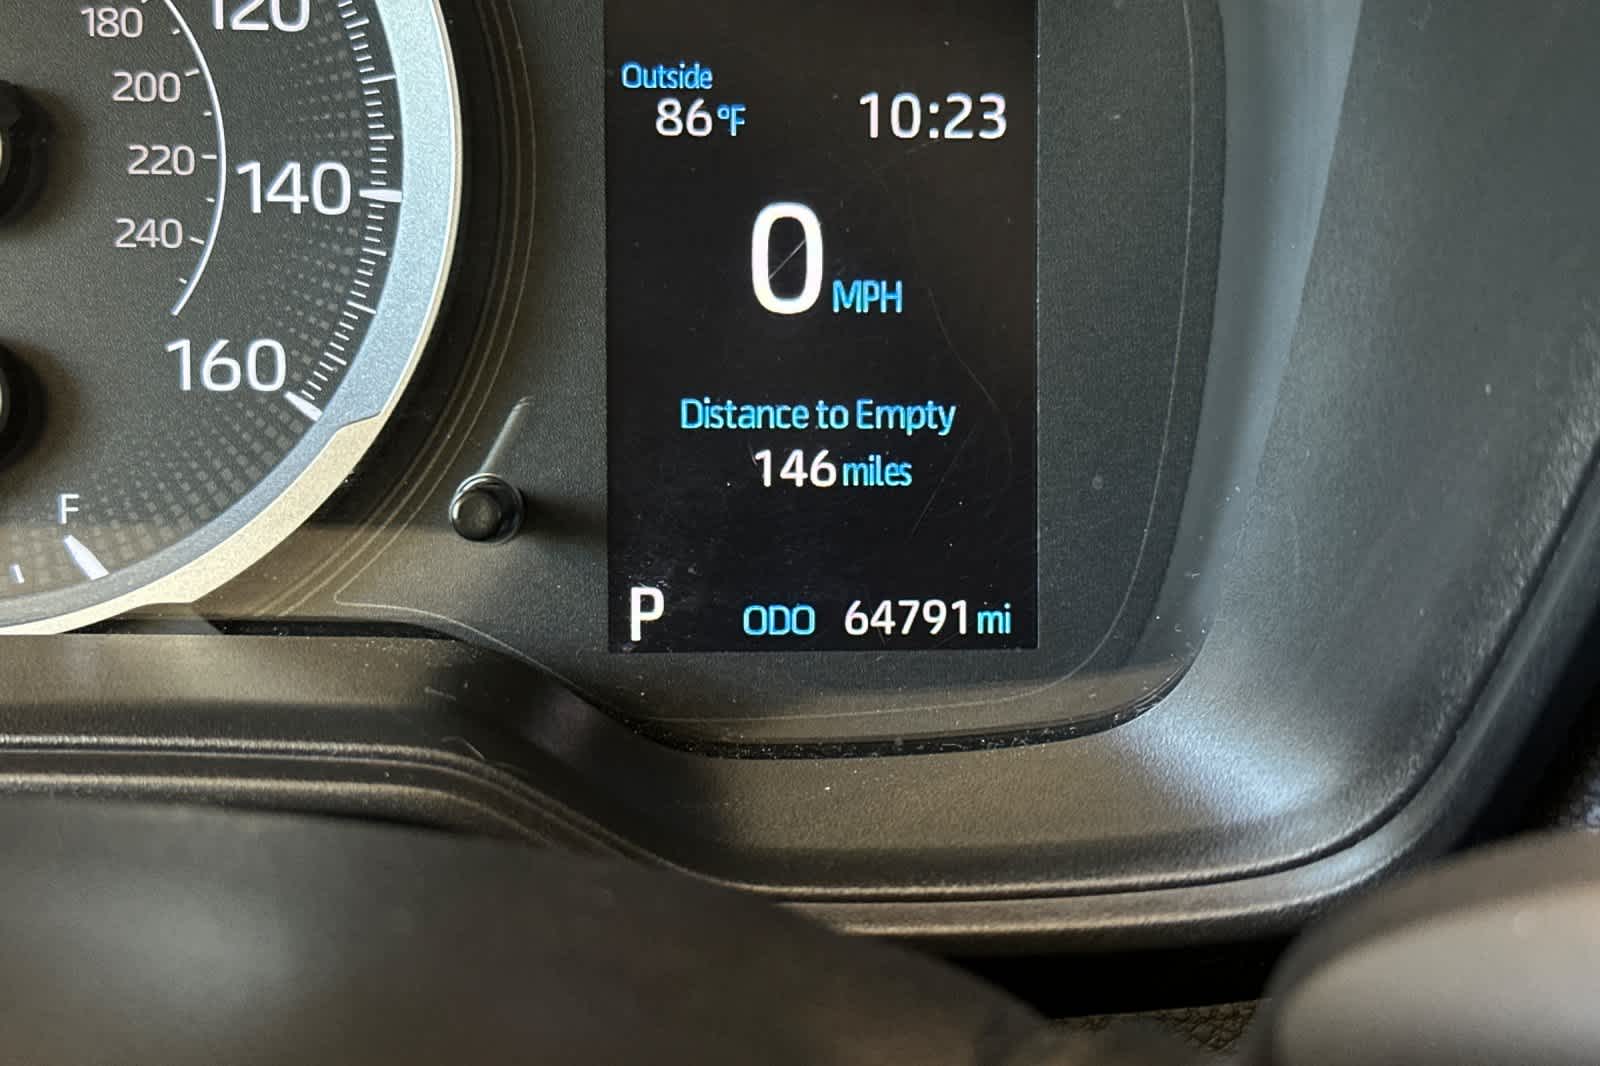 180
120
200
220
140
240
160
F
Outside
86°F
10:23
0 MPH
Distance to Empty
146 miles
P
ODO 64791 mi